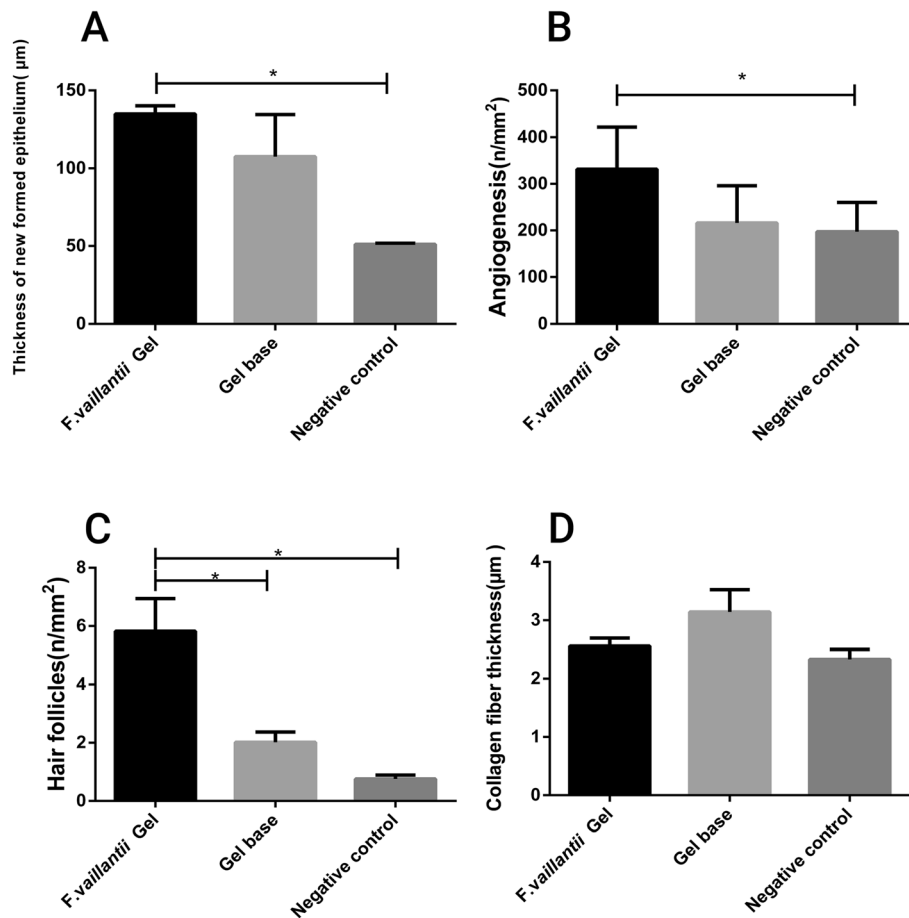 A
*
Thickness of new formed epithelium( µm)
150
100
50
0
F.vaillantii Gel
Gel base
Negative control
B
*
Angiogenesis(n/mm²)
500
400
300
200
100
0
F.vaillantii Gel
Gel base
Negative control
C
*
*
Hair follicles(n/mm²)
8
6
4
2
0
F.vaillantii Gel
Gel base
Negative control
D
Collagen fiber thickness(µm )
4
3
2
1
0
F.vaillantii Gel
Gel base
Negative control